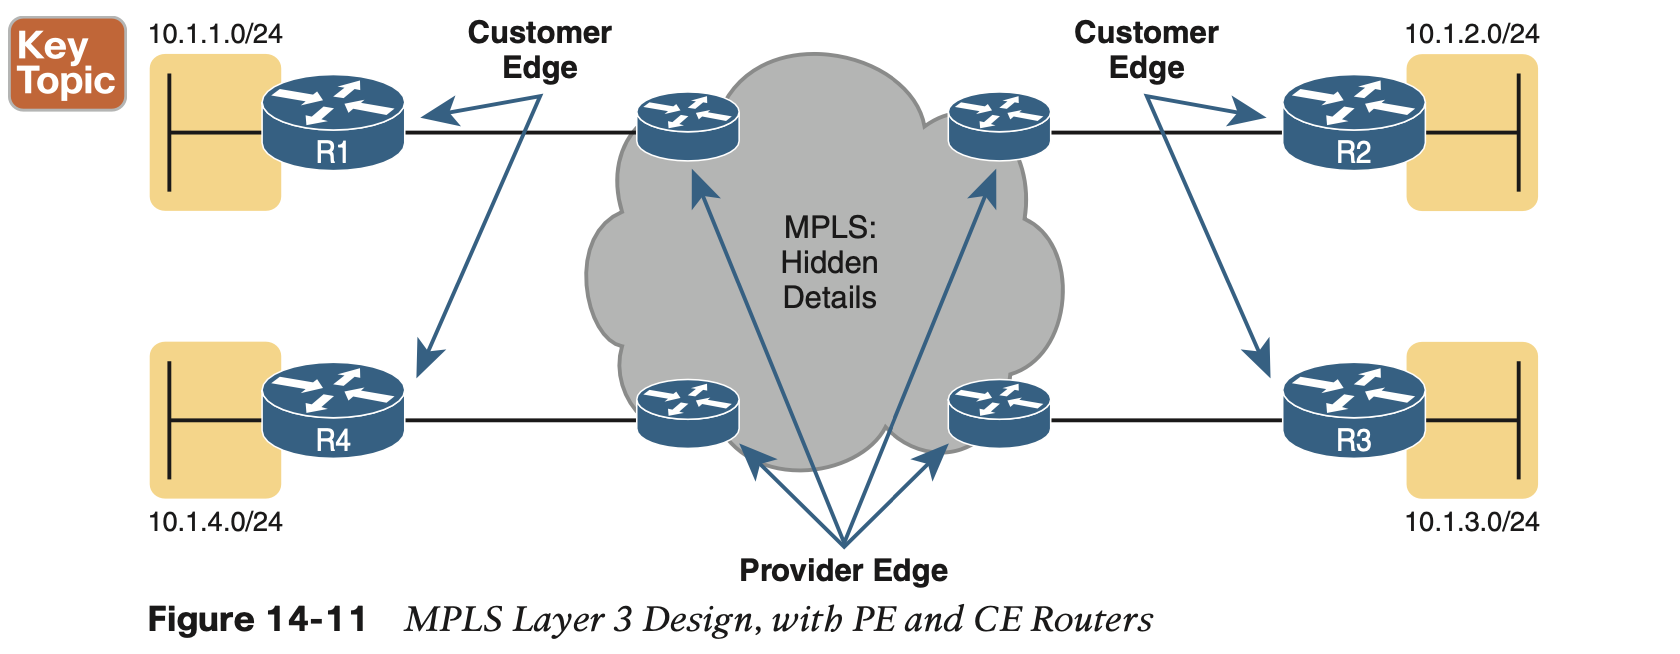 Key
Topic
10.1.1.0/24
Customer
Edge
Customer
Edge
10.1.2.0/24
R1
R2
MPLS:
Hidden
Details
R4
R3
10.1.4.0/24
10.1.3.0/24
Provider Edge
Figure 14-11 MPLS Layer 3 Design, with PE and CE Routers